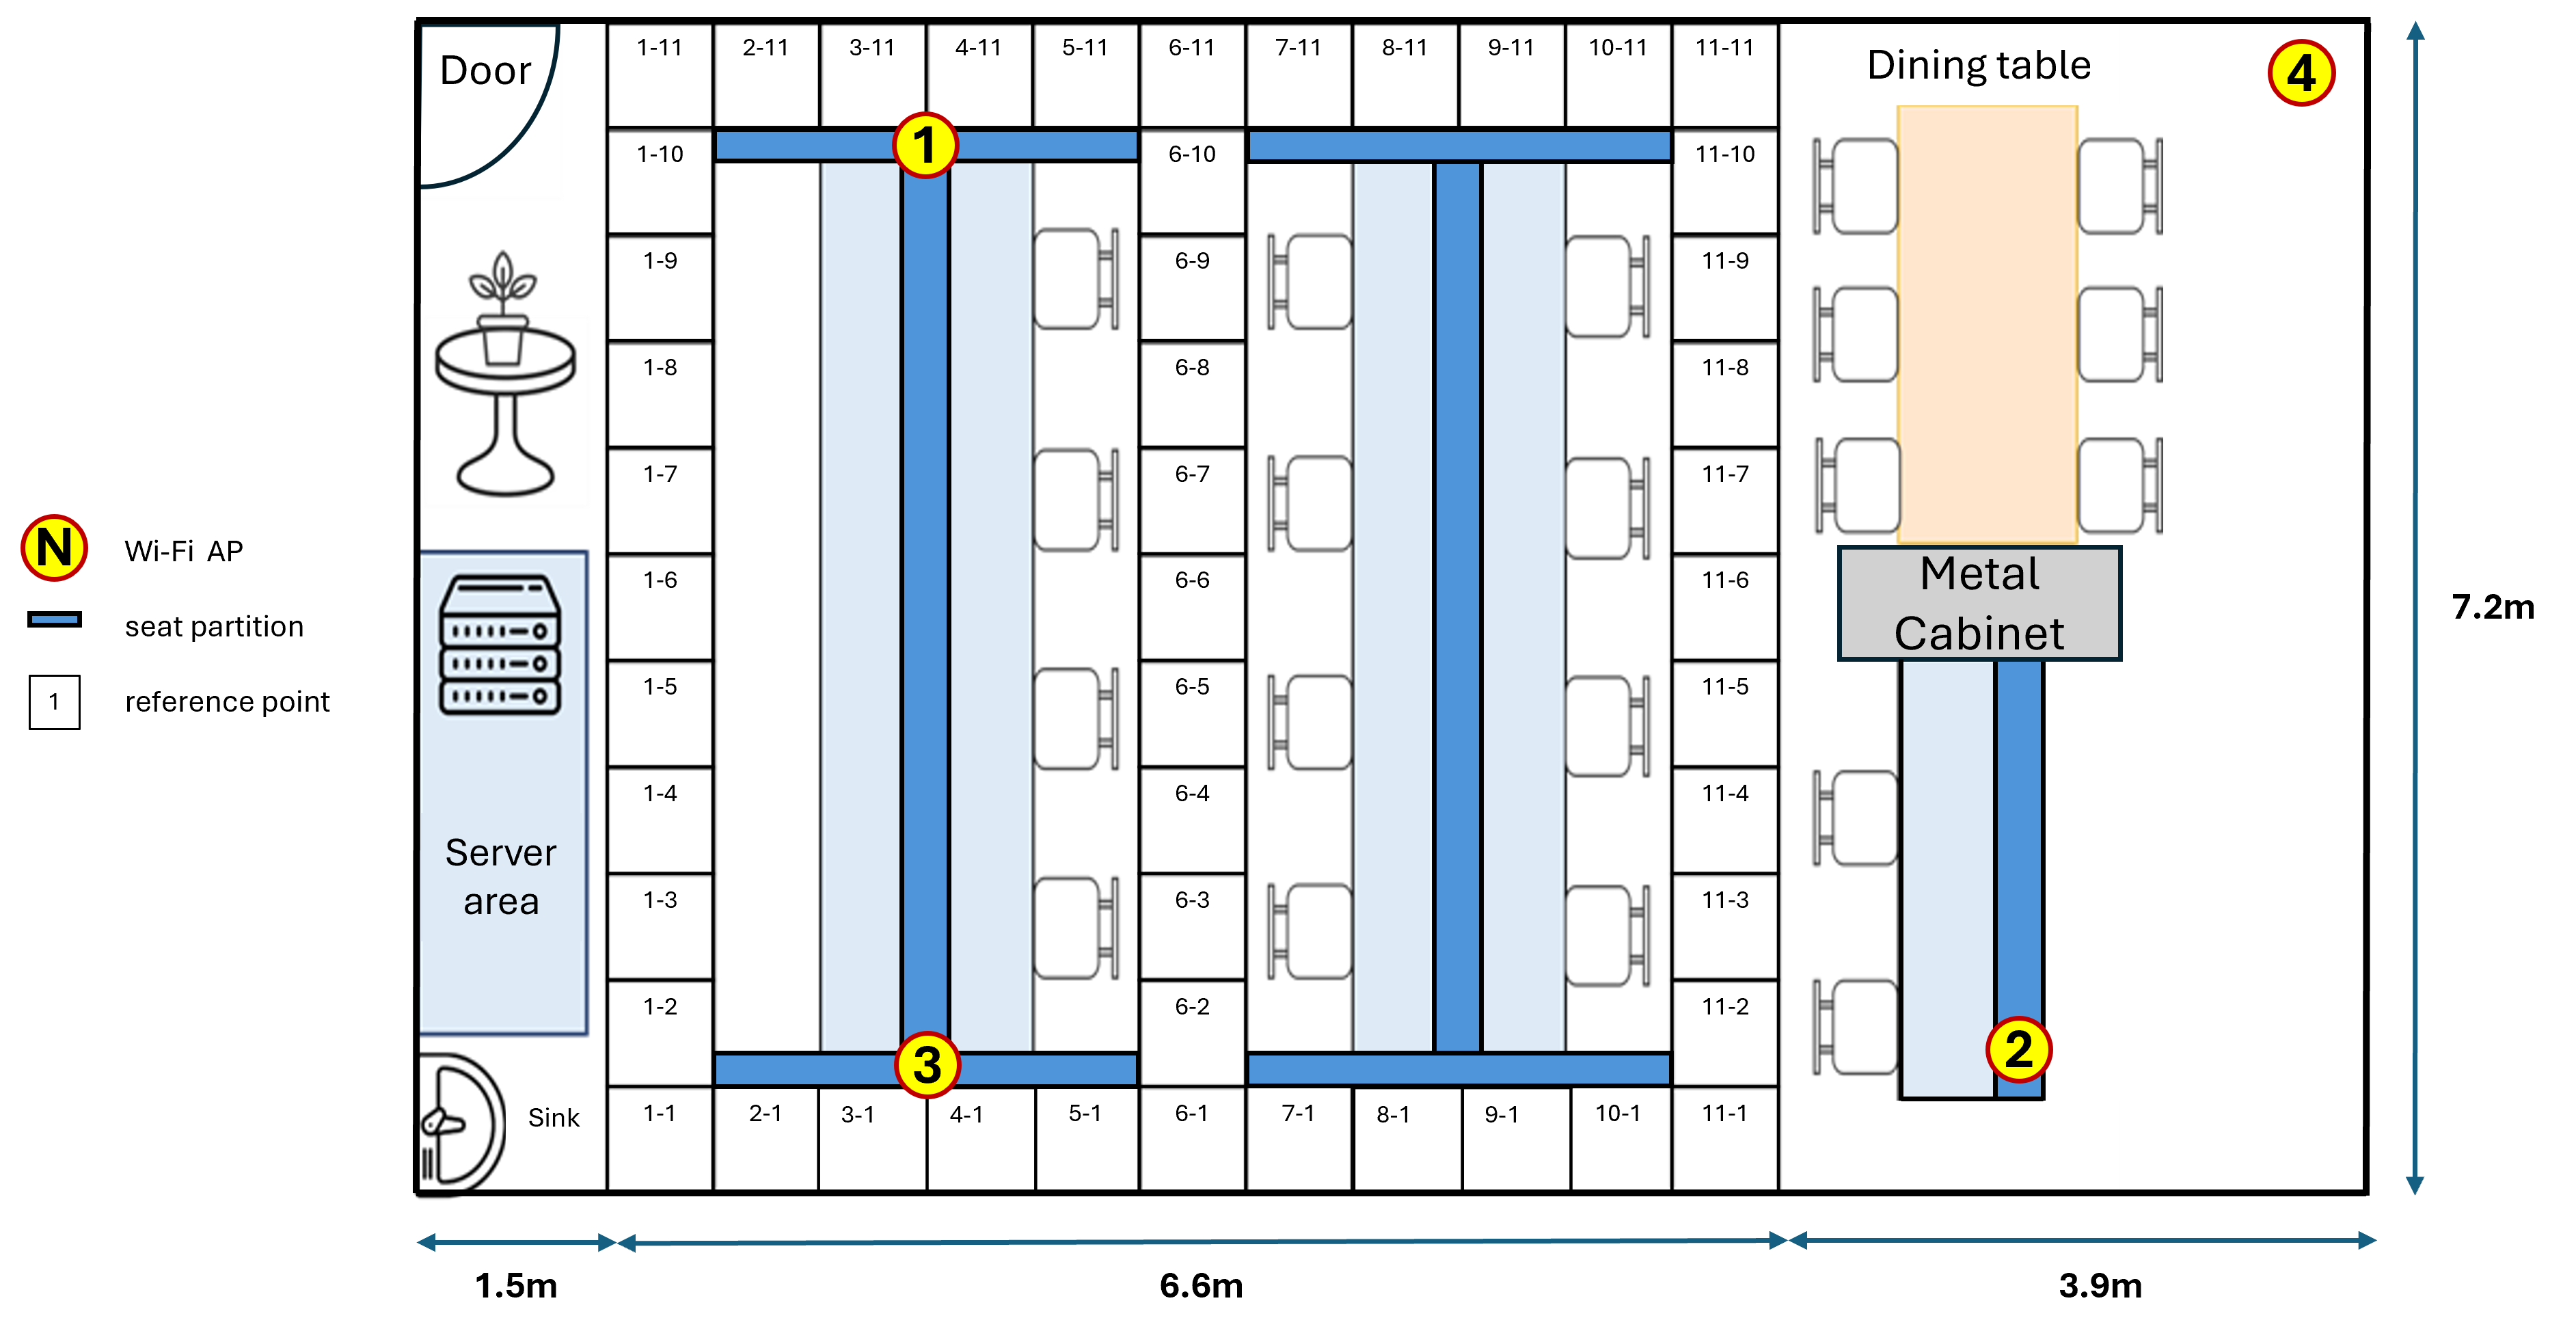 Door
1-11 2-11 3-11 4-11 5-11 6-11 7-11 8-11 9-11 10-11 11-11
Dining table
4
1
1-10 6-10 11-10
1-9 6-9 11-9
1-8 6-8 11-8
1-7 6-7 11-7
N Wi-Fi AP
1-6 6-6 11-6
Metal
Cabinet
7.2m
seat partition
1 reference point
1-5 6-5 11-5
1-4 6-4 11-4
Server
area
1-3 6-3 11-3
1-2 6-2 11-2
3
2
Sink
1-1 2-1 3-1 4-1 5-1 6-1 7-1 8-1 9-1 10-1 11-1
1.5m 6.6m 3.9m